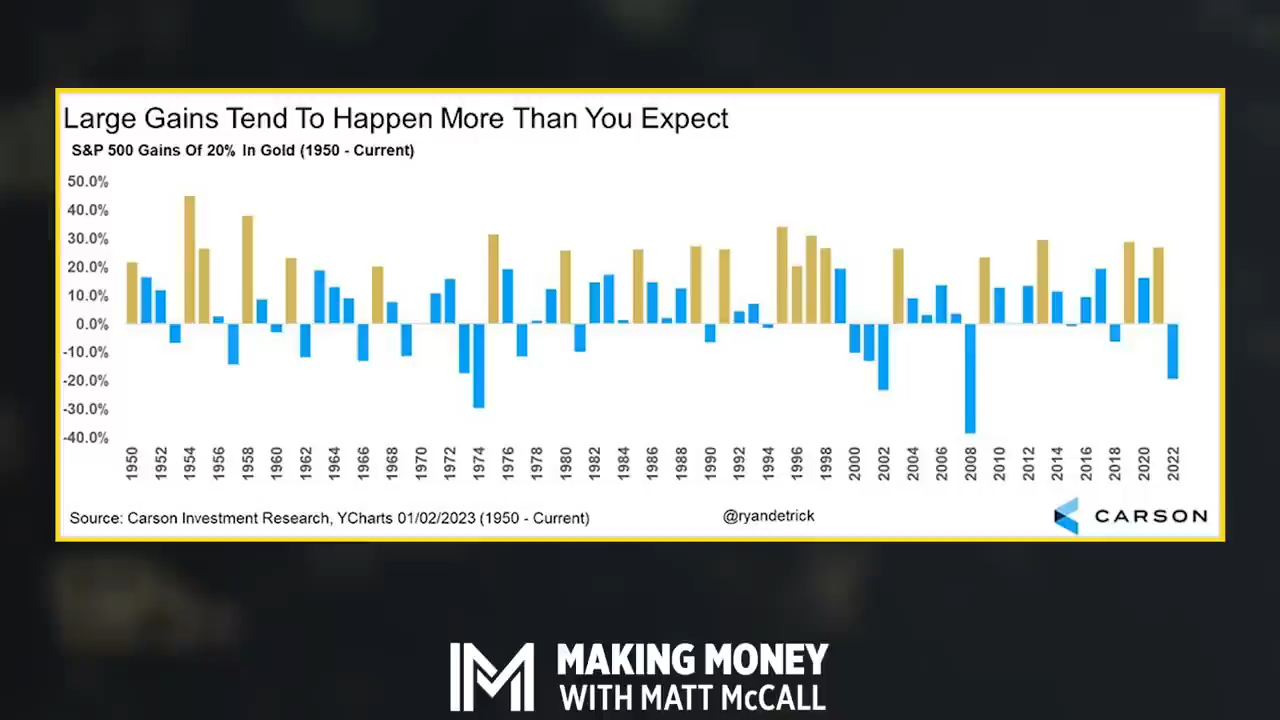 Large Gains Tend To Happen More Than You Expect
S&P 500 Gains Of 20% In Gold (1950 - Current)
50.0%
40.0%
30.0%
20.0%
10.0%
0.0%
-10.0%
-20.0%
-30.0%
-40.0%
1950 1952 1954 1956 1958 1960 1962 1964 1966 1968 1970 1972 1974 1976 1978 1980 1982 1984 1986 1988 1990 1992 1994 1996 1998 2000 2002 2004 2006 2008 2010 2012 2014 2016 2018 2020 2022
Source: Carson Investment Research, YCharts 01/02/2023 (1950 - Current) @ryandetrick CARSON
MAKING MONEY
WITH MATT McCALL